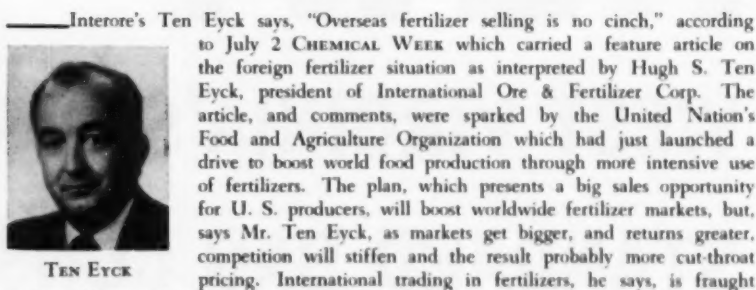 _____Interore's Ten Eyck says, "Overseas fertilizer selling is no cinch," according
to July 2 CHEMICAL WEEK which carried a feature article on
the foreign fertilizer situation as interpreted by Hugh S. Ten
Eyck, president of International Ore & Fertilizer Corp. The
article, and comments, were sparked by the United Nation's
Food and Agriculture Organization which had just launched a
drive to boost world food production through more intensive use
of fertilizers. The plan, which presents a big sales opportunity
for U. S. producers, will boost worldwide fertilizer markets, but,
says Mr. Ten Eyck, as markets get bigger, and returns greater,
competition will stiffen and the result probably more cut-throat
pricing. International trading in fertilizers, he says, is fraught
TEN EYCK